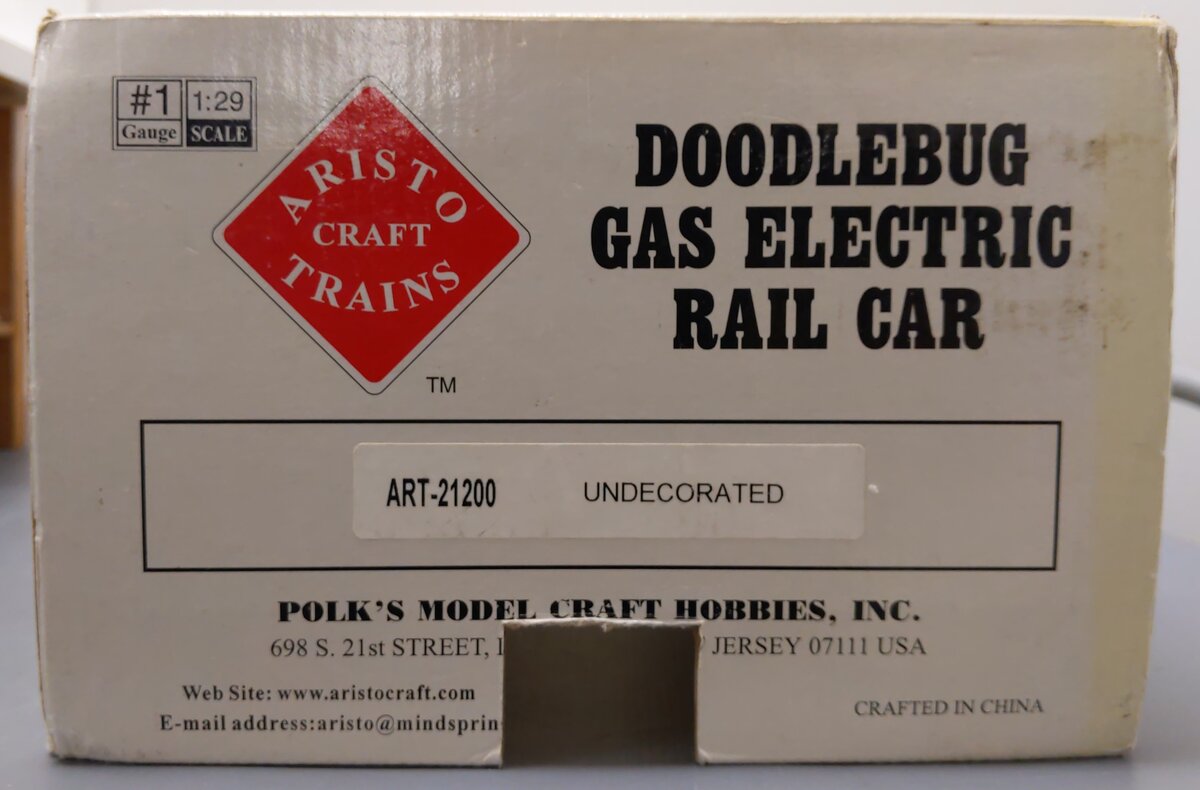 #1
Gauge
1:29
SCALE
ARISTO
CRAFT
TRAINS
TM
DOODLEBUG
GAS ELECTRIC
RAIL CAR
ART-21200 UNDECORATED
POLK'S MODEL CRAFT HOBBIES, INC.
698 S. 21st STREET, JERSEY 07111 USA
Web Site: www.aristocraft.com
E-mail address:aristo@mindsprin
CRAFTED IN CHINA